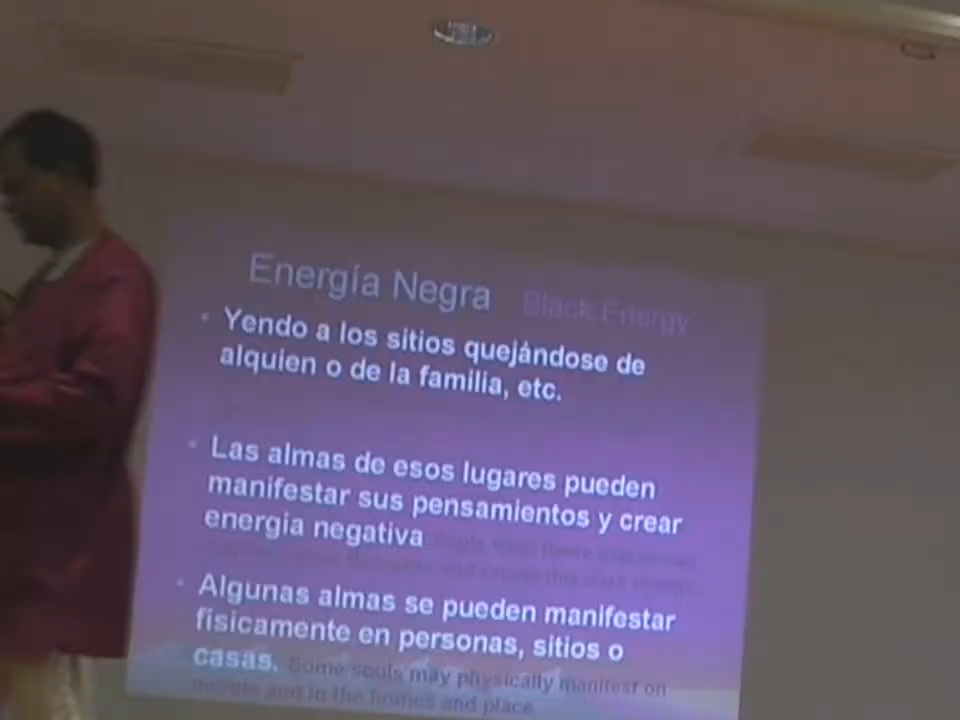 Energía Negra Black Energy
Yendo a los sitios quejándose de
alquien o de la familia, etc.
Las almas de esos lugares pueden
manifestar sus pensamientos y crear
energia negativa
Algunas almas se pueden manifestar
físicamente en personas, sitios o
casas. Some souls may physically manifest on
people and in the homes and place